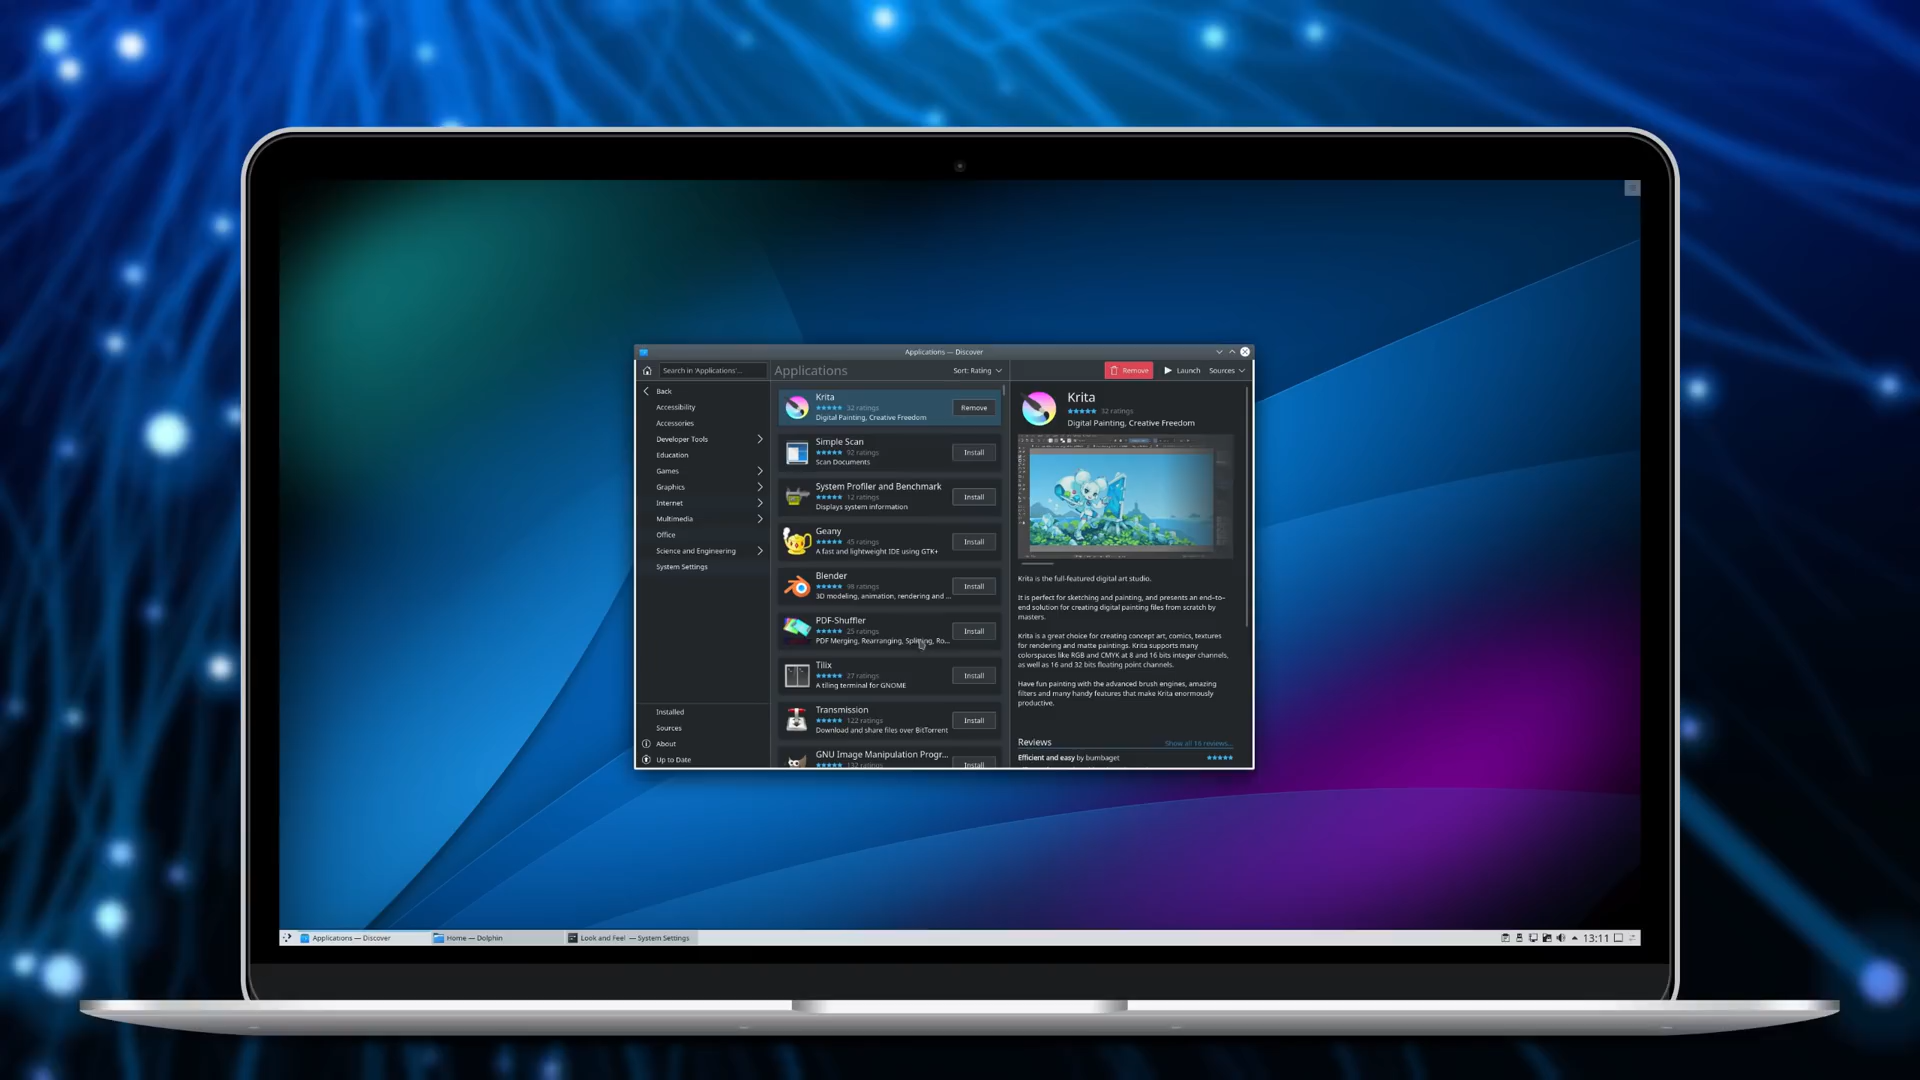 Applications — Discover
Search in 'Applications'...
Applications
Sort: Rating
Remove
Launch
Sources
Back
Accessibility
Accessories
Developer Tools
Education
Games
Graphics
Internet
Multimedia
Office
Science and Engineering
System Settings
Installed
Sources
About
Up to Date
Krita
32 ratings
Digital Painting, Creative Freedom
Remove
Simple Scan
92 ratings
Scan Documents
Install
System Profiler and Benchmark
12 ratings
Displays system information
Install
Geany
45 ratings
A fast and lightweight IDE using GTK+
Install
Blender
98 ratings
3D modeling, animation, rendering and ...
Install
PDF-Shuffler
25 ratings
PDF Merging, Rearranging, Splitting, Ro...
Install
Tilix
27 ratings
A tiling terminal for GNOME
Install
Transmission
122 ratings
Download and share files over BitTorrent
Install
GNU Image Manipulation Progr...
132 ratings
Install
Krita
32 ratings
Digital Painting, Creative Freedom
Krita is the full-featured digital art studio.
It is perfect for sketching and painting, and presents an end-to-
end solution for creating digital painting files from scratch by
masters.
Krita is a great choice for creating concept art, comics, textures
for rendering and matte paintings. Krita supports many
colorspaces like RGB and CMYK at 8 and 16 bits integer channels,
as well as 16 and 32 bits floating point channels.
Have fun painting with the advanced brush engines, amazing
filters and many handy features that make Krita enormously
productive.
Reviews
Show all 18 reviews...
Efficient and easy by bumbaget
Applications — Discover
Home — Dolphin
Look and Feel — System Settings
13:11